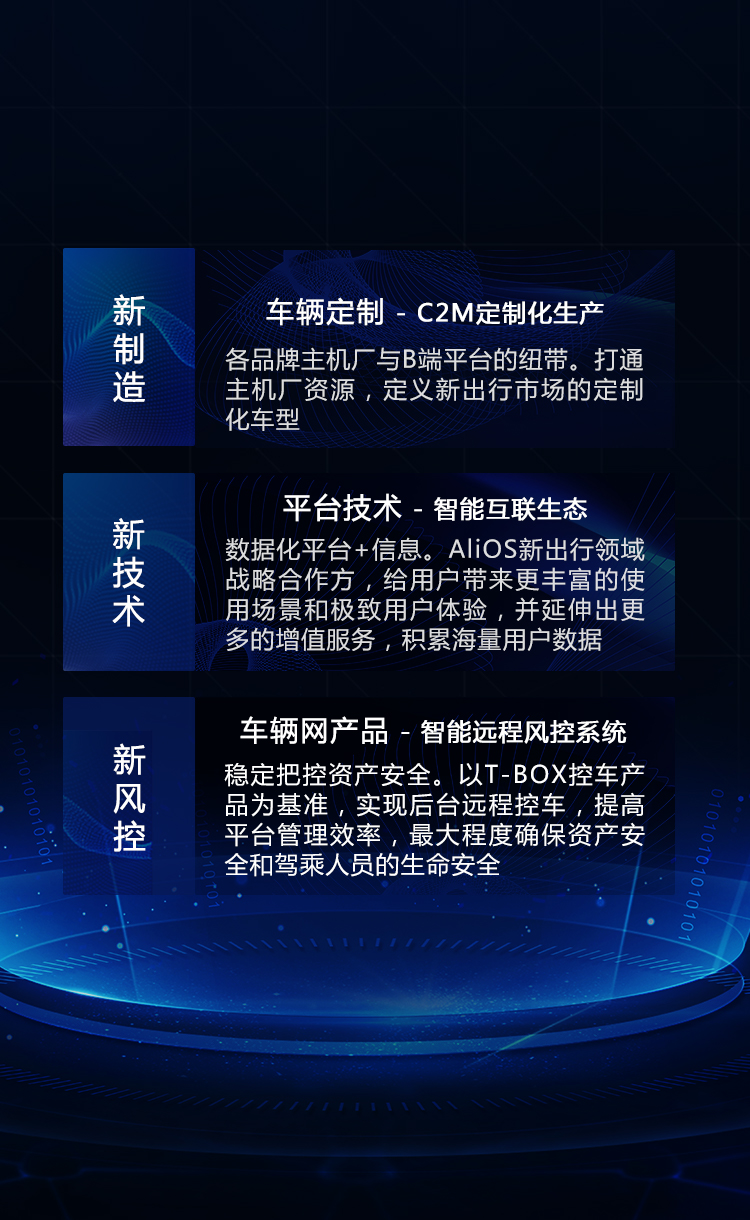 新制造
车辆定制 - C2M定制化生产
各品牌主机厂与B端平台的纽带。打通
主机厂资源，定义新出行市场的定制
化车型
新技术
平台技术 - 智能互联生态
数据化平台+信息。AliOS新出行领域
战略合作方，给用户带来更丰富的使
用场景和极致用户体验，并延伸出更
多的增值服务，积累海量用户数据
新风控
车辆网产品 - 智能远程风控系统
稳定把控资产安全。以T-BOX控车产
品为基准，实现后台远程控车，提高
平台管理效率，最大程度确保资产安
全和驾乘人员的生命安全